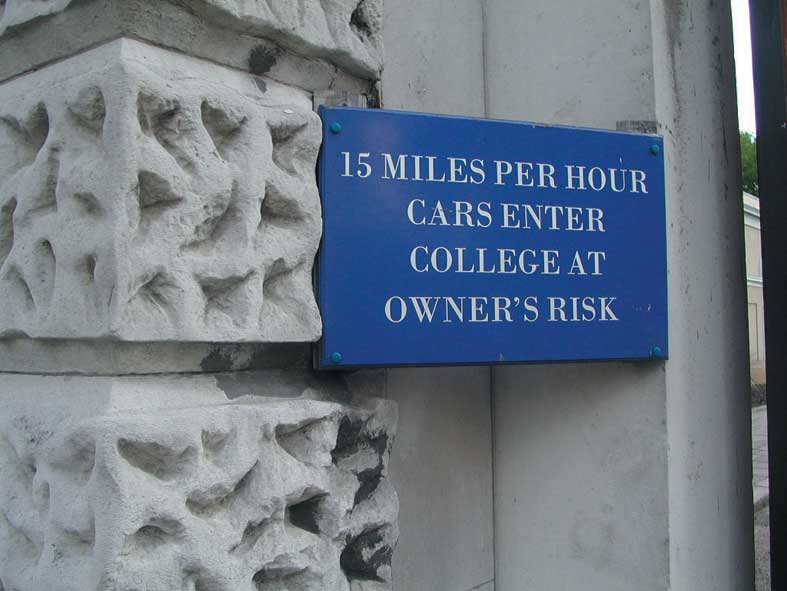 15 MILES PER HOUR
CARS ENTER
COLLEGE AT
OWNER'S RISK